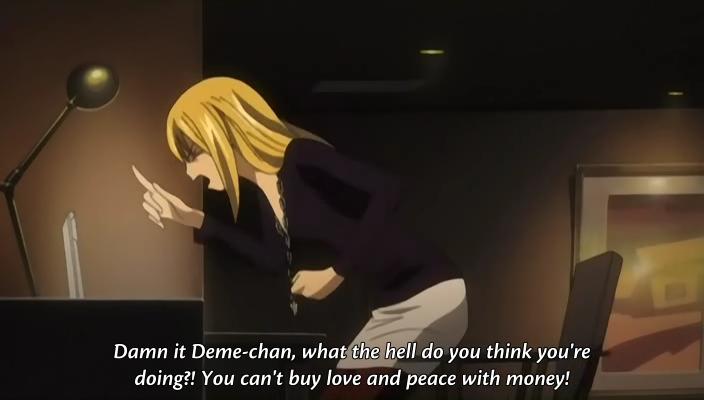 Damn it Deme-chan, what the hell do you think you're
doing?! You can't buy love and peace with money!